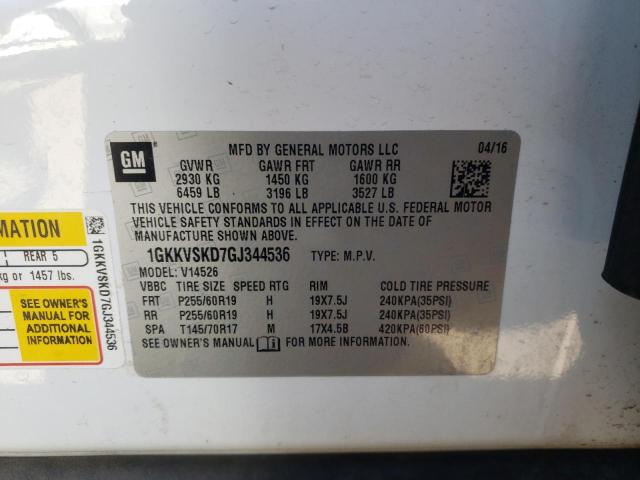 GM
MFD BY GENERAL MOTORS LLC 04/16
GVWR GAWR FRT GAWR RR
2930 KG 1450 KG 1600 KG
6459 LB 3196 LB 3527 LB
THIS VEHICLE CONFORMS TO ALL APPLICABLE U.S. FEDERAL MOTOR
VEHICLE SAFETY STANDARDS IN EFFECT ON THE DATE OF
MANUFACTURE SHOWN ABOVE.
1GKKVSKD7GJ344536 TYPE: M.P.V.
MODEL: V14526
VBBC TIRE SIZE SPEED RTG RIM COLD TIRE PRESSURE
FRT P255/60R19 H 19X7.5J 240KPA(35PSI)
RR P255/60R19 H 19X7.5J 240KPA(35PSI)
SPA T145/70R17 M 17X4.5B 420KPA(60PSI)
SEE OWNER'S MANUAL FOR MORE INFORMATION.
MATION
REAR 5
kg or 1457 lbs.
SEE OWNER'S
MANUAL FOR
ADDITIONAL
INFORMATION
1GKKVSKD7GJ344536